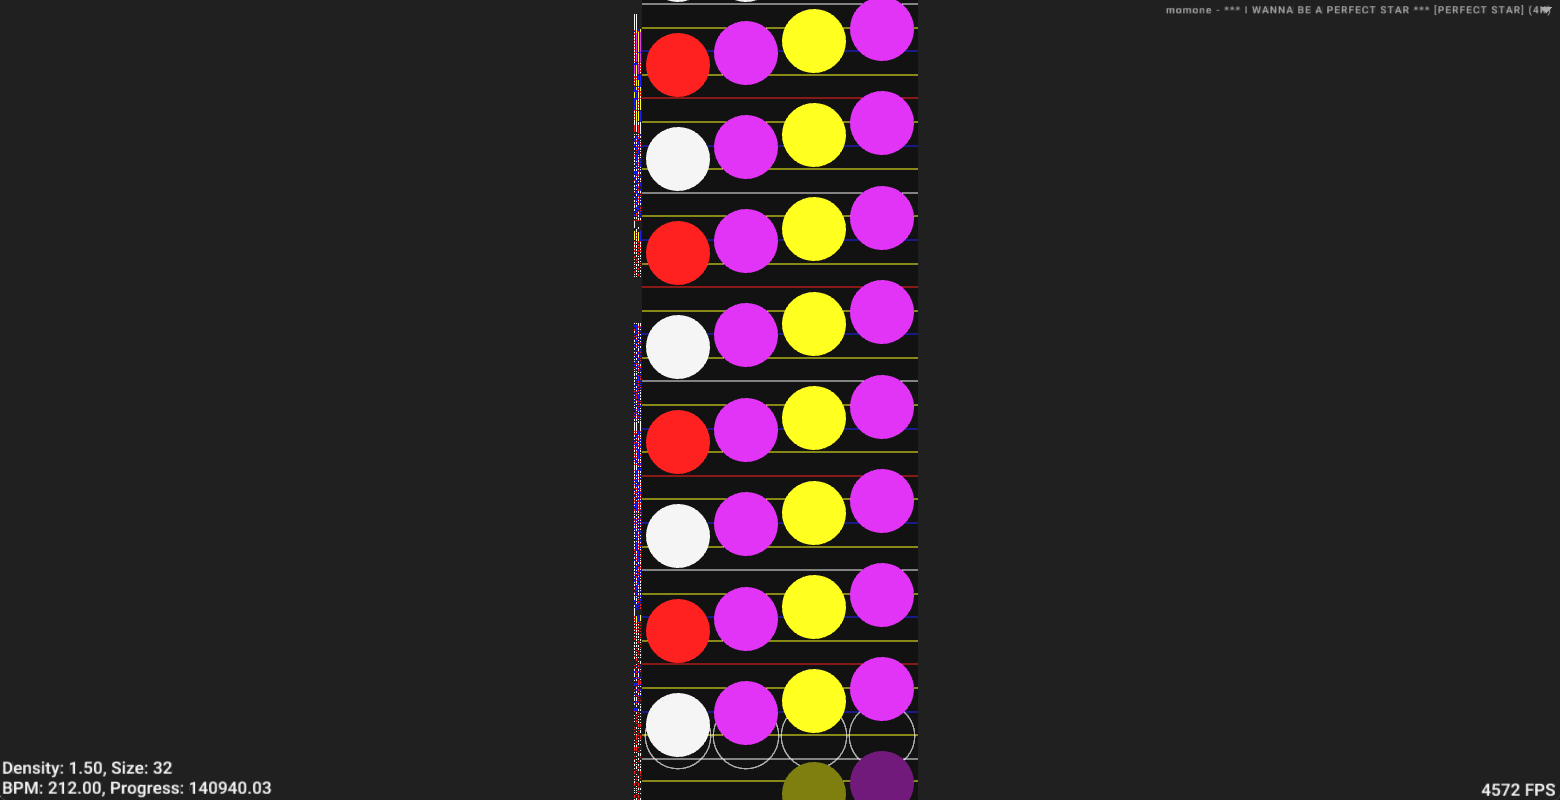 momone - *** I WANNA BE A PERFECT STAR *** [PERFECT STAR]
Density: 1.50, Size: 32
BPM: 212.00, Progress: 140940.03
4572 FPS